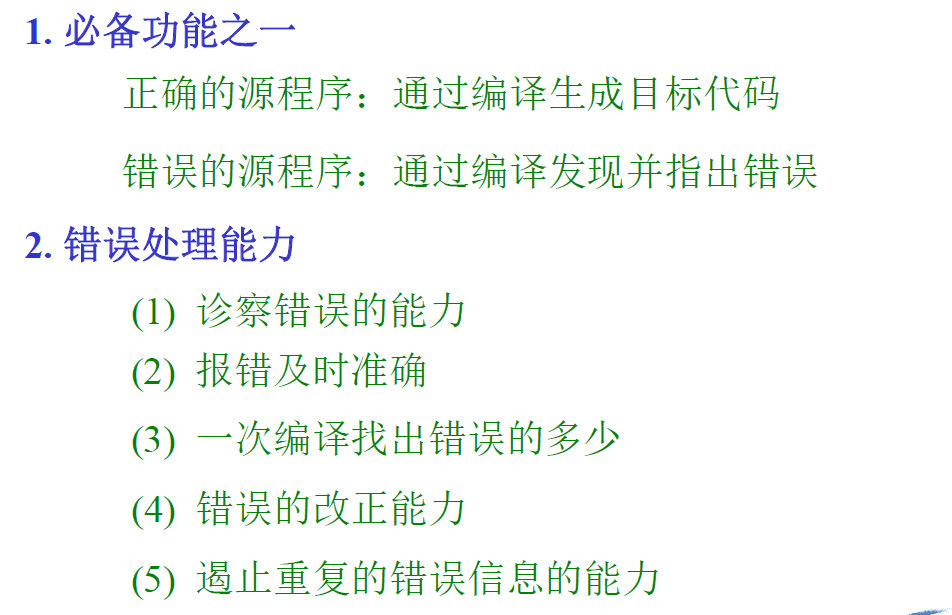 1. 必备功能之一
正确的源程序：通过编译生成目标代码
错误的源程序：通过编译发现并指出错误
2. 错误处理能力
(1) 诊察错误的能力
(2) 报错及时准确
(3) 一次编译找出错误的多少
(4) 错误的改正能力
(5) 遏止重复的错误信息的能力